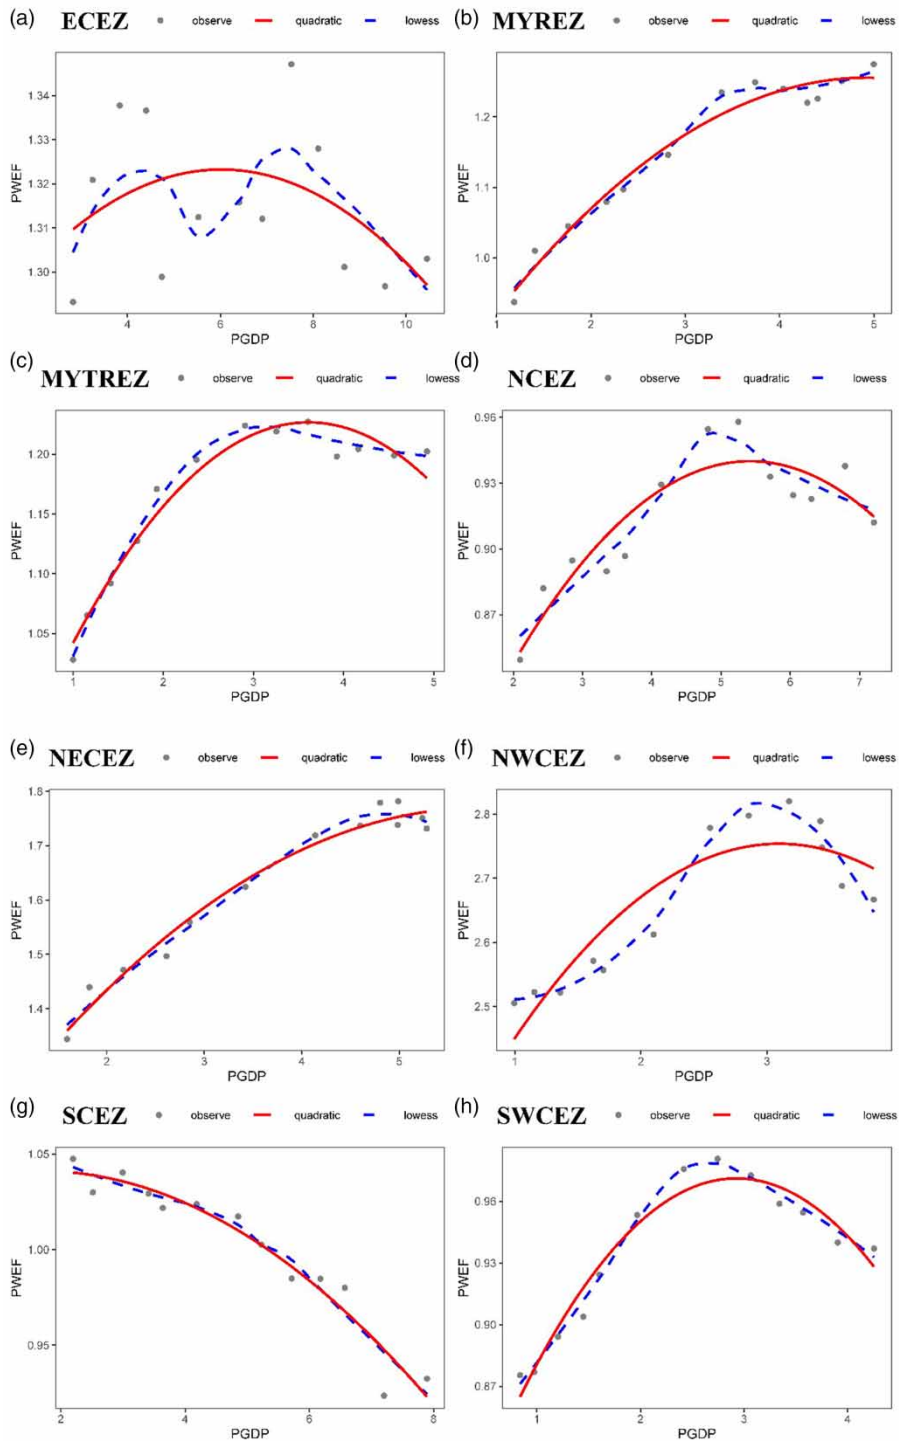 (a) ECEZ observe quadratic lowess
1.34
1.33
1.32
1.31
1.30
PWEF
4 6 8 10
PGDP
(b) MYREZ observe quadratic lowess
1.2
1.1
1.0
PWEF
1 2 3 4 5
PGDP
(c) MYTREZ observe quadratic lowess
1.20
1.15
1.10
1.05
PWEF
1 2 3 4 5
PGDP
(d) NCEZ observe quadratic lowess
0.96
0.93
0.90
0.87
PWEF
2 3 4 5 6 7
PGDP
(e) NECEZ observe quadratic lowess
1.8
1.7
1.6
1.5
1.4
PWEF
2 3 4 5
PGDP
(f) NWCEZ observe quadratic lowess
2.8
2.7
2.6
2.5
PWEF
1 2 3
PGDP
(g) SCEZ observe quadratic lowess
1.05
1.00
0.95
PWEF
2 4 6 8
PGDP
(h) SWCEZ observe quadratic lowess
0.96
0.93
0.90
0.87
PWEF
1 2 3 4
PGDP